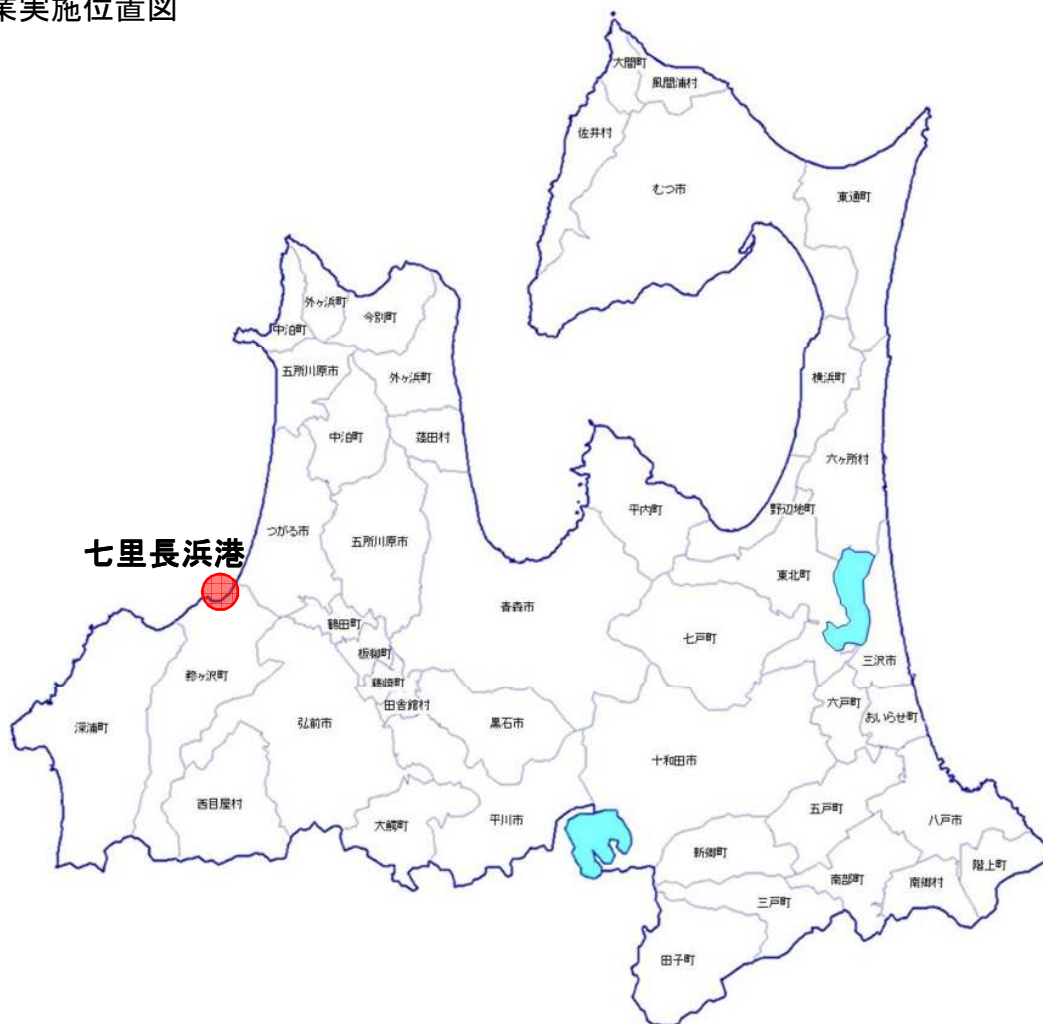 業実施位置図
大間町
風間浦村
佐井村
むつ市
東通町
外ヶ浜町
今別町
中泊町
五所川原市
外ヶ浜町
横浜町
中泊町
蓬田村
六ヶ所村
つがる市
五所川原市
平内町
野辺地町
七里長浜港
東北町
青森市
鶴田町
七戸町
板柳町
三沢市
鯵ヶ沢町
藤崎町
田舎館村
六戸町
おいらせ町
深浦町
弘前市
黒石市
十和田市
西目屋村
大鰐町
平川市
五戸町
八戸市
新郷町
階上町
南部町
南郷村
三戸町
田子町